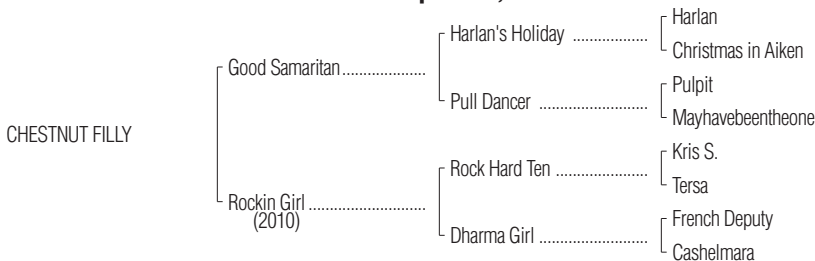 Harlan
Harlan's Holiday ..................
Christmas in Aiken
Good Samaritan....................
Pulpit
Pull Dancer ..........................
Mayhavebeentheone
CHESTNUT FILLY
Kris S.
Rock Hard Ten ......................
Tersa
Rockin Girl ............................
(2010)
French Deputy
Dharma Girl ..........................
Cashelmara